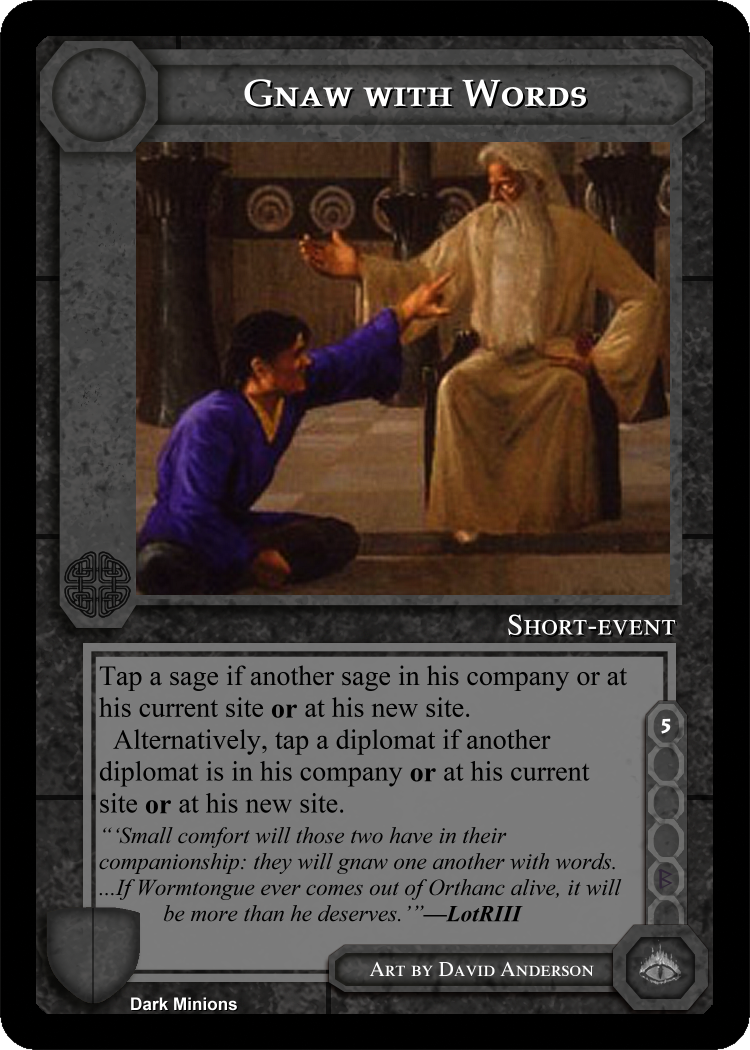 Gnaw with Words
Short-event
Tap a sage if another sage in his company or at
his current site or at his new site.
Alternatively, tap a diplomat if another
diplomat is in his company or at his current
site or at his new site.
“‘Small comfort will those two have in their
companionship: they will gnaw one another with words.
...If Wormtongue ever comes out of Orthanc alive, it will
be more than he deserves.’”—LotRIII
5
B
Art by David Anderson
Dark Minions